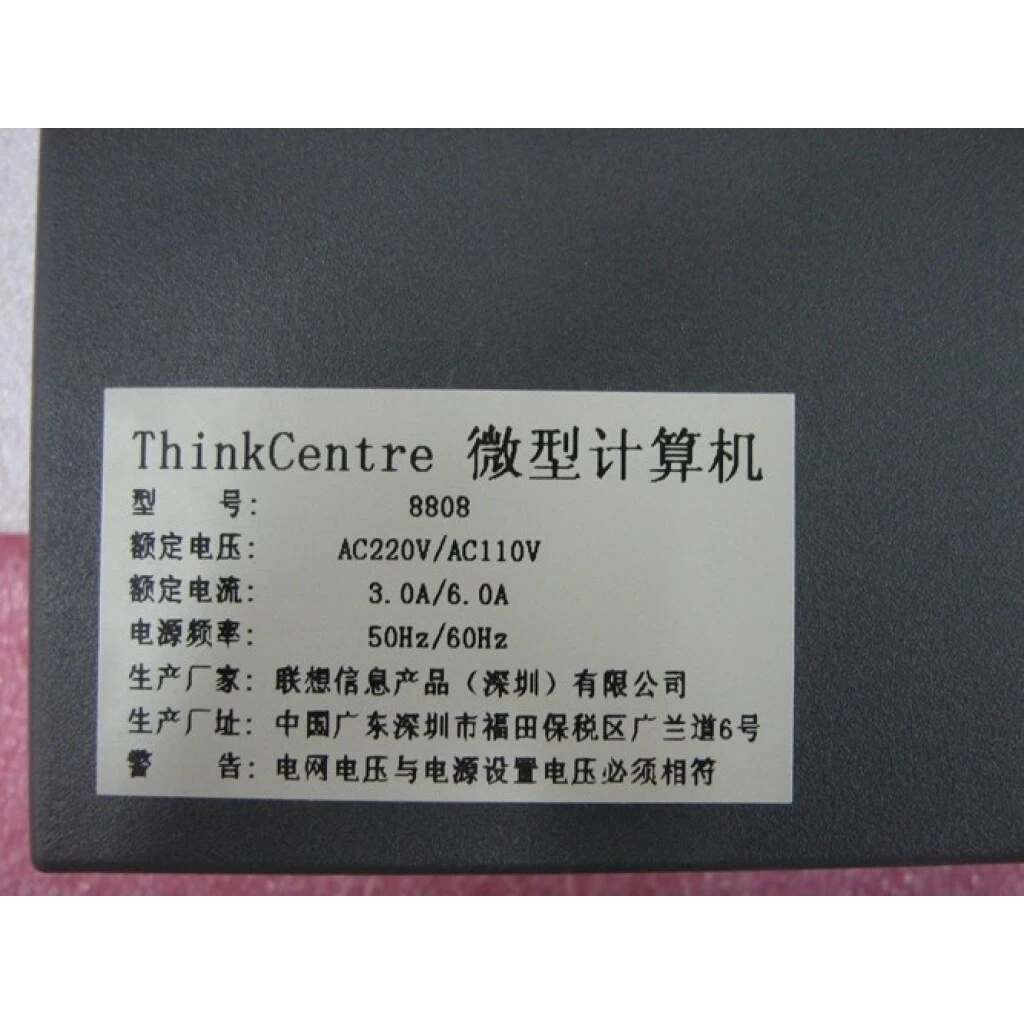 ThinkCentre 微型计算机
型 号: 8808
额定电压: AC220V/AC110V
额定电流: 3.0A/6.0A
电源频率: 50Hz/60Hz
生产厂家: 联想信息产品(深圳)有限公司
生产厂址: 中国广东深圳市福田保税区广兰道6号
警 告: 电网电压与电源设置电压必须相符